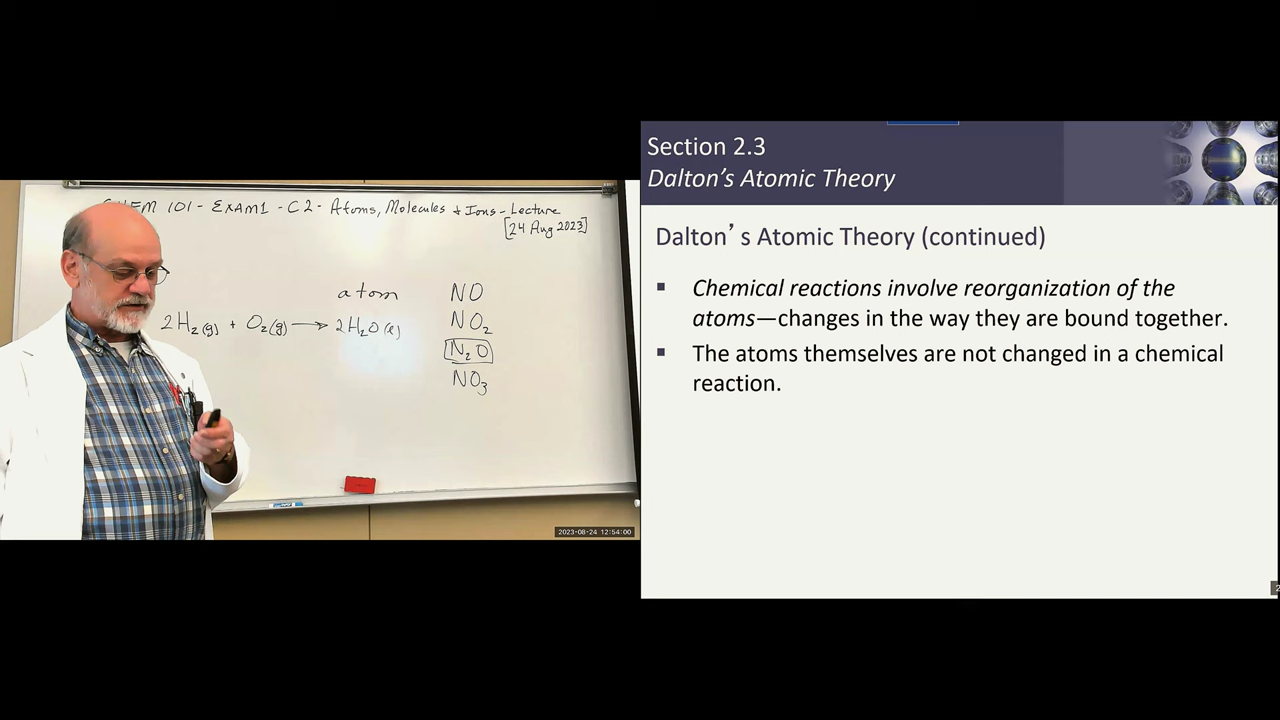 CHEM 101 - EXAM 1 - C2 - Atoms, Molecules & Ions - Lecture
[24 Aug 2023]
atom
2H₂(g) + O₂(g) → 2H₂O(l)
NO
NO₂
N₂O
NO₃
2023-08-24 12:54:00
Section 2.3
Dalton's Atomic Theory
Dalton's Atomic Theory (continued)
▪ Chemical reactions involve reorganization of the
atoms—changes in the way they are bound together.
▪ The atoms themselves are not changed in a chemical
reaction.